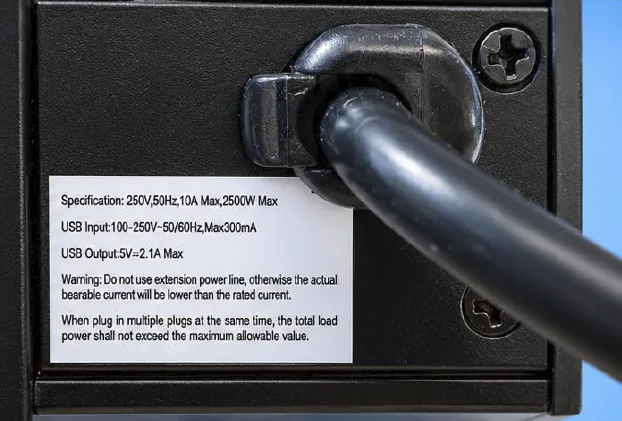 Specification: 250V,50Hz,10A Max,2500W Max
USB Input:100-250V~50/60Hz,Max300mA
USB Output:5V⎓2.1A Max
Warning: Do not use extension power line, otherwise the actual
bearable current will be lower than the rated current.
When plug in multiple plugs at the same time, the total load
power shall not exceed the maximum allowable value.